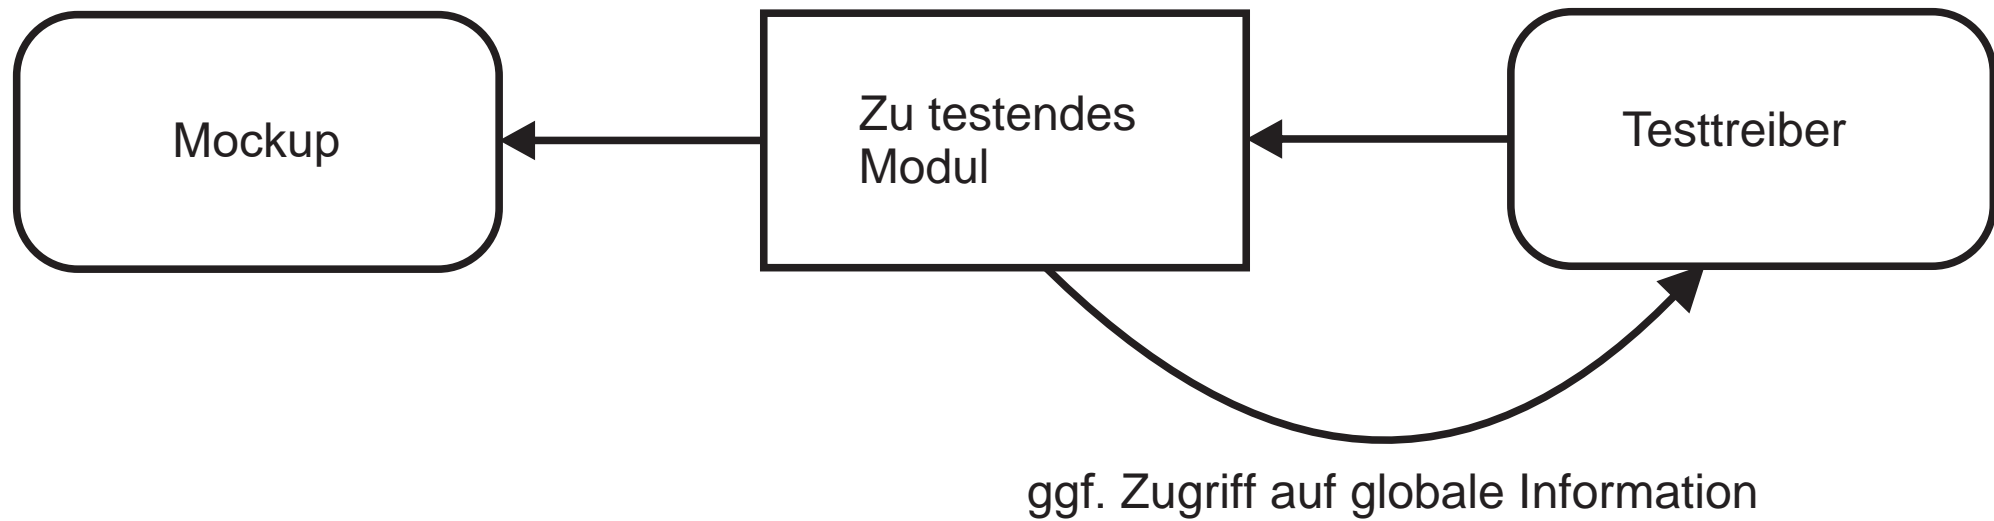 Mockup
Zu testendes
Modul
Testtreiber
ggf. Zugriff auf globale Information